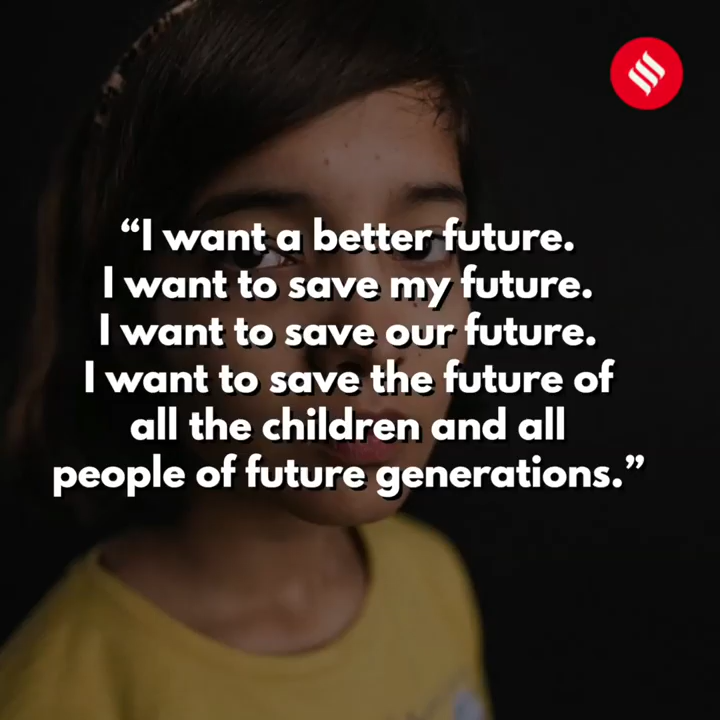 “I want a better future.
I want to save my future.
I want to save our future.
I want to save the future of
all the children and all
people of future generations.”